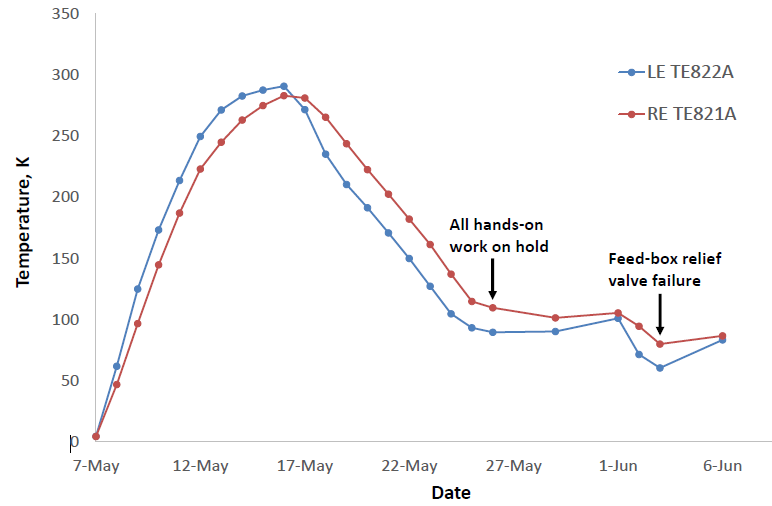 350
300
250
200
150
100
50
0
Temperature, K
LE TE822A
RE TE821A
All hands-on
work on hold
Feed-box relief
valve failure
7-May
12-May
17-May
22-May
27-May
1-Jun
6-Jun
Date